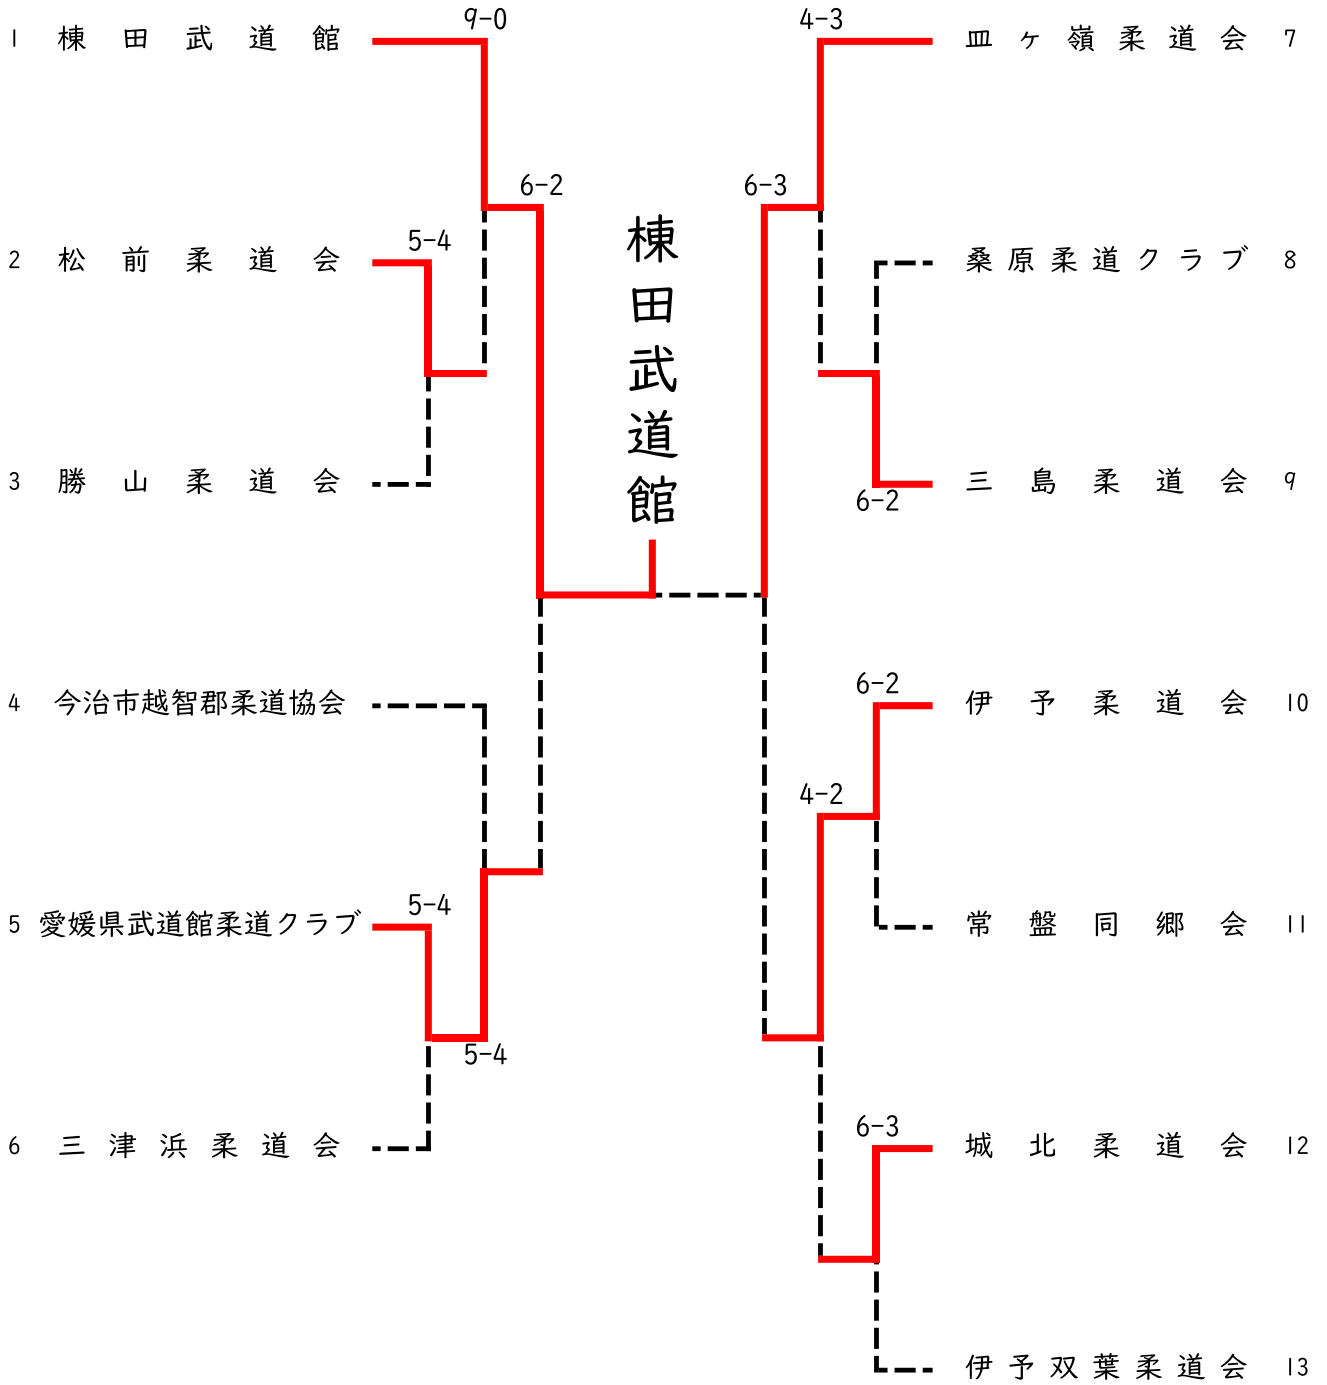 1 棟田武道館
2 松前柔道会
3 勝山柔道会
4 今治市越智郡柔道協会
5 愛媛県武道館柔道クラブ
6 三津浜柔道会
9-0
5-4
6-2
5-4
5-4
棟田武道館
4-3
6-3
6-2
6-2
4-2
6-3
皿ヶ嶺柔道会 7
桑原柔道クラブ 8
三島柔道会 9
伊予柔道会 10
常盤同郷会 11
城北柔道会 12
伊予双葉柔道会 13